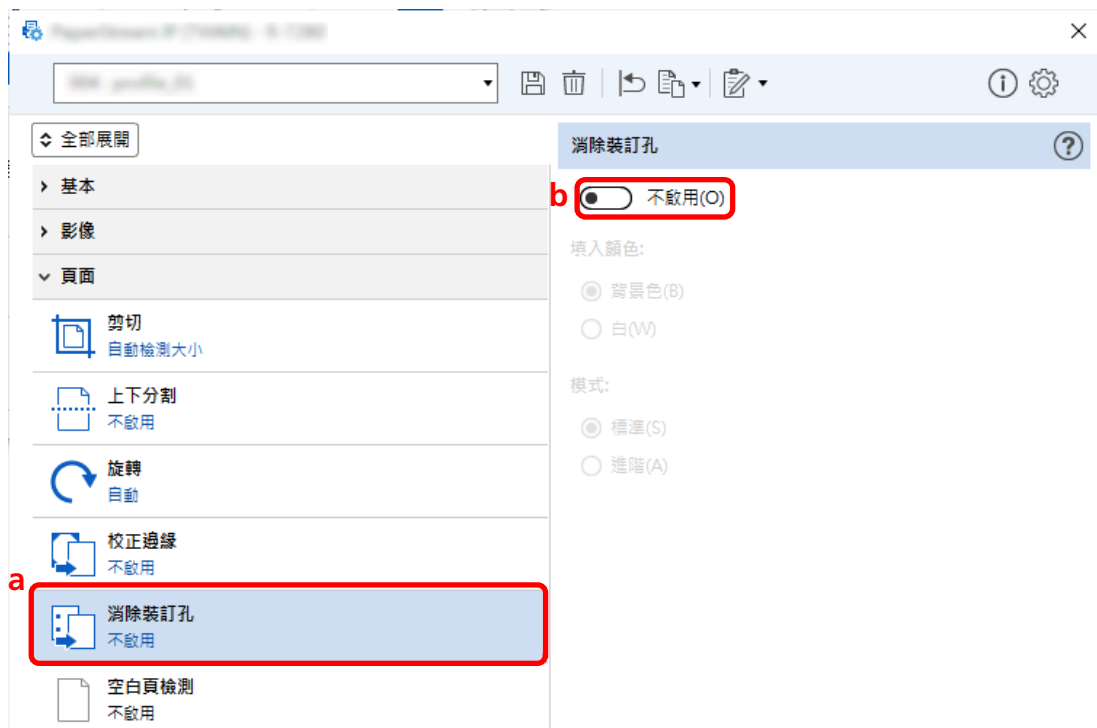 全部展開
消除裝訂孔
基本
b
不啟用(O)
影像
填入顏色:
頁面
背景色(B)
剪切
白(W)
自動檢測大小
上下分割
模式:
不啟用
標準(S)
旋轉
進階(A)
自動
校正邊緣
不啟用
a
消除裝訂孔
不啟用
空白頁檢測
不啟用